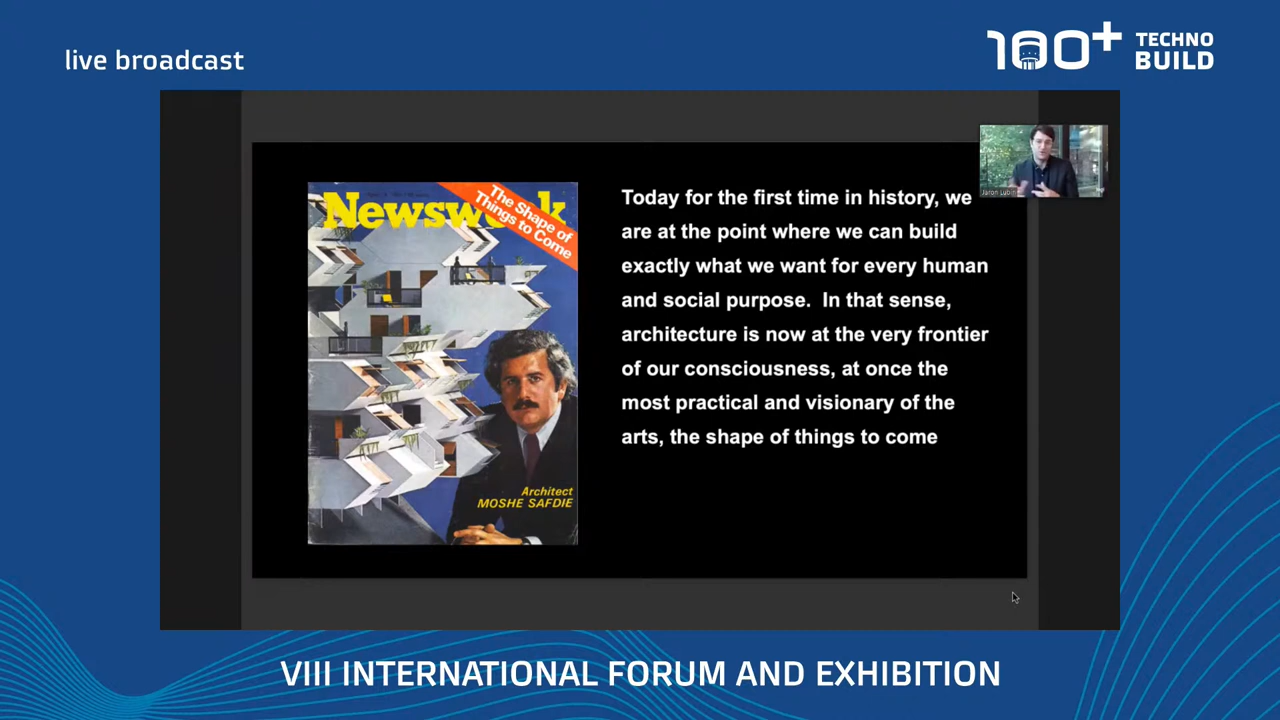 live broadcast
100+ TECHNO
BUILD
Newsweek
The Shape of
Things to Come
Architect
MOSHE SAFDIE
Today for the first time in history, we
are at the point where we can build
exactly what we want for every human
and social purpose.  In that sense,
architecture is now at the very frontier
of our consciousness, at once the
most practical and visionary of the
arts, the shape of things to come
Jaron Lubin
VIII INTERNATIONAL FORUM AND EXHIBITION